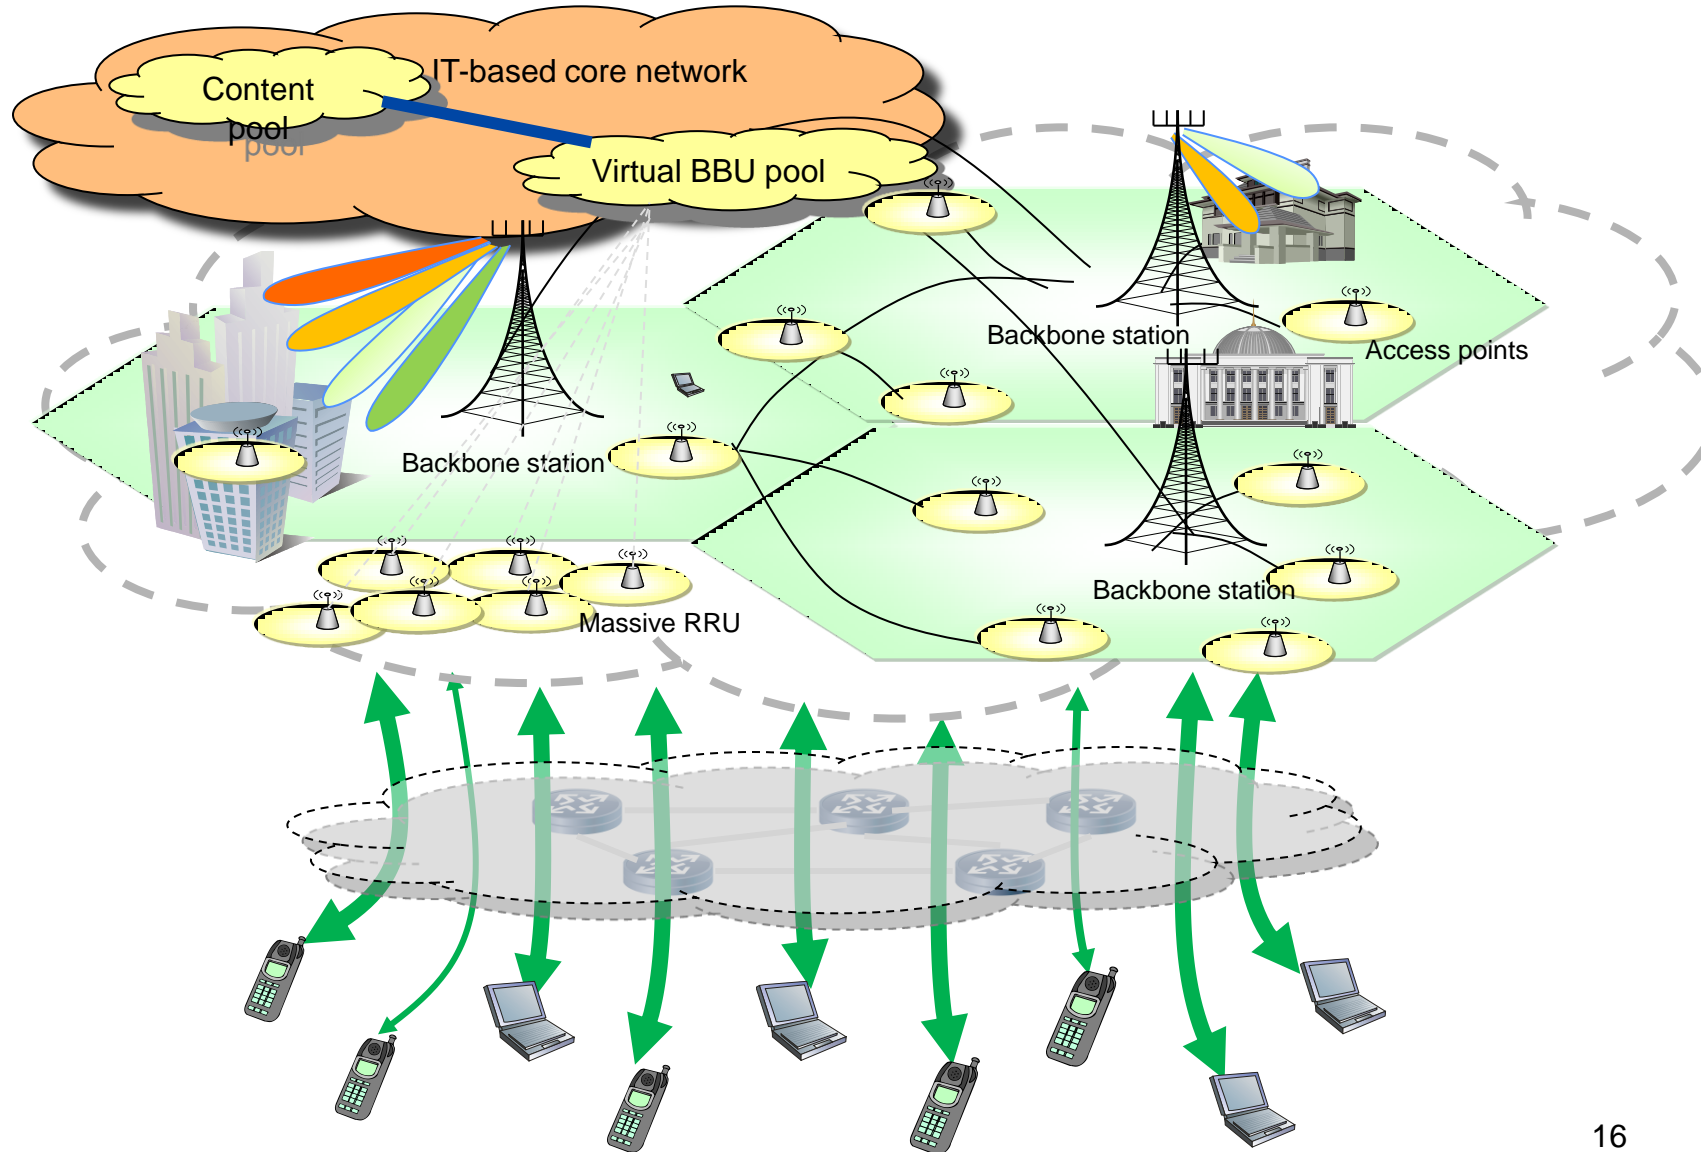 IT-based core network
Content
pool
pool
Virtual BBU pool
Backbone station
Access points
Backbone station
Backbone station
Massive RRU
16